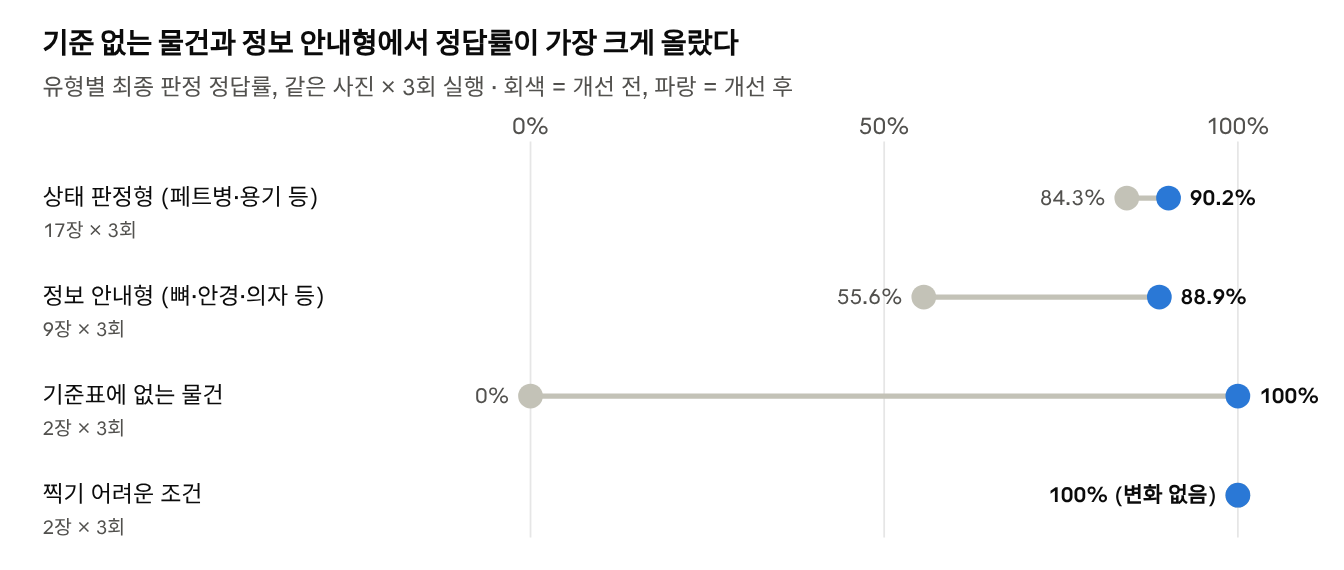 기준 없는 물건과 정보 안내형에서 정답률이 가장 크게 올랐다
유형별 최종 판정 정답률, 같은 사진 × 3회 실행 · 회색 = 개선 전, 파랑 = 개선 후
0% 50% 100%
상태 판정형 (페트병·용기 등) 84.3% 90.2%
17장 × 3회
정보 안내형 (뼈·안경·의자 등) 55.6% 88.9%
9장 × 3회
기준표에 없는 물건 0% 100%
2장 × 3회
찍기 어려운 조건 100% (변화 없음)
2장 × 3회